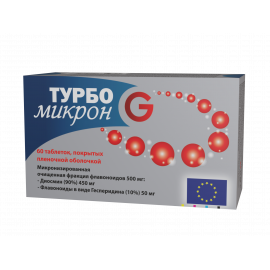 ТУРБО
микрон G
60 таблеток, покрытых
пленочной оболочкой
Микронизированная
очищенная фракция флавоноидов 500 мг:
- Диосмин (90%) 450 мг
- Флавоноиды в виде Гесперидина (10%) 50 мг